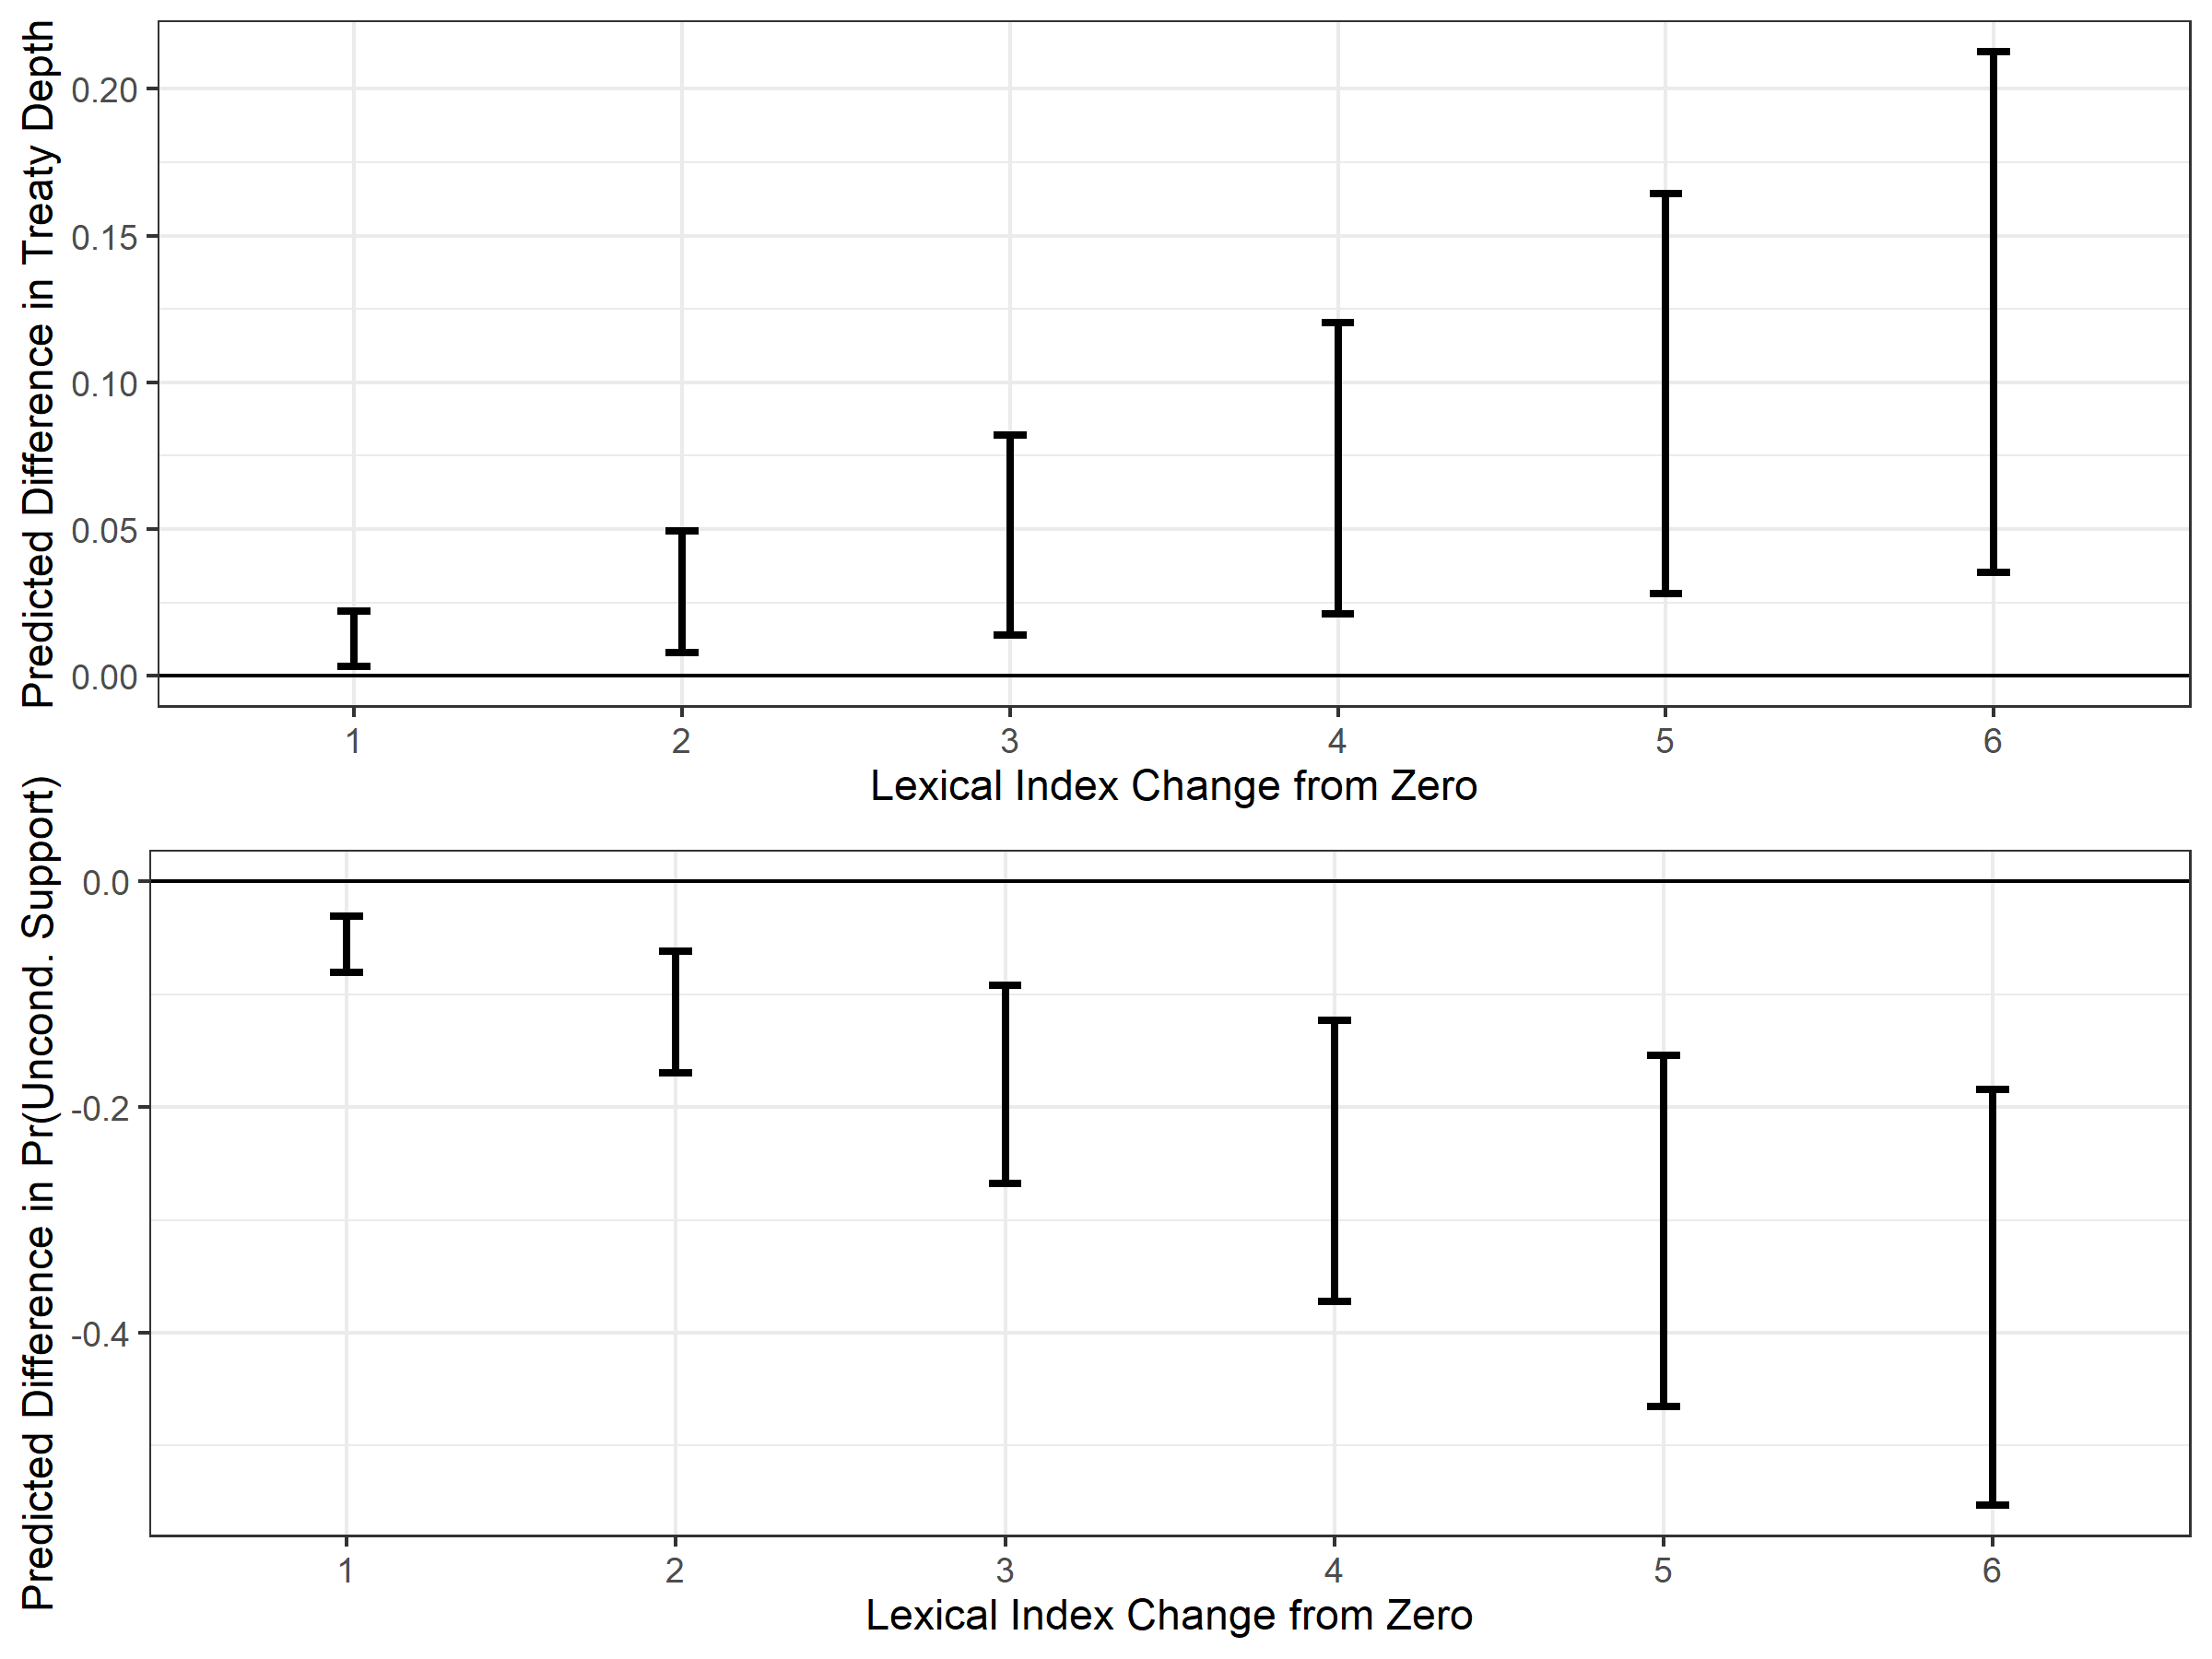 Predicted Difference in Treaty Depth
0.20
0.15
0.10
0.05
0.00
1 2 3 4 5 6
Lexical Index Change from Zero
Predicted Difference in Pr(Uncond. Support)
0.0
-0.2
-0.4
1 2 3 4 5 6
Lexical Index Change from Zero